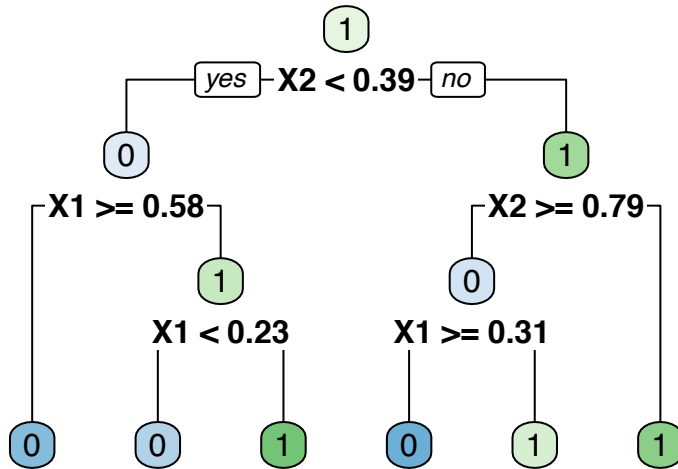 1
yes X2 < 0.39 no
0 1
X1 >= 0.58 X2 >= 0.79
1 0
X1 < 0.23 X1 >= 0.31
0 0 1 0 1 1